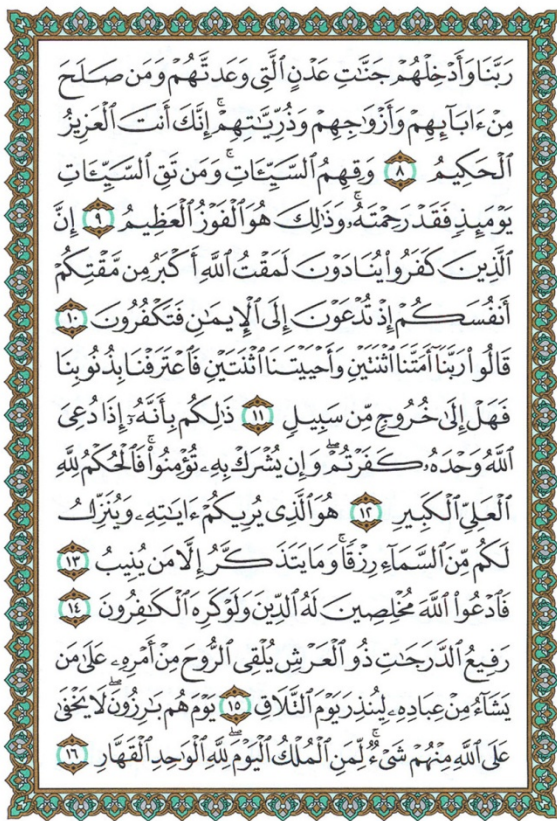 رَبَّنَا وَأَدْخِلْهُمْ جَنَّٰتِ عَدْنٍ ٱلَّتِى وَعَدتَّهُمْ وَمَن صَلَحَ
مِنْ ءَابَآئِهِمْ وَأَزْوَٰجِهِمْ وَذُرِّيَّٰتِهِمْ ۚ إِنَّكَ أَنتَ ٱلْعَزِيزُ
ٱلْحَكِيمُ ٨ وَقِهِمُ ٱلسَّيِّـَٔاتِ ۚ وَمَن تَقِ ٱلسَّيِّـَٔاتِ
يَوْمَئِذٍ فَقَدْ رَحِمْتَهُۥ ۚ وَذَٰلِكَ هُوَ ٱلْفَوْزُ ٱلْعَظِيمُ ٩ إِنَّ
ٱلَّذِينَ كَفَرُوا۟ يُنَادَوْنَ لَمَقْتُ ٱللَّهِ أَكْبَرُ مِن مَّقْتِكُمْ
أَنفُسَكُمْ إِذْ تُدْعَوْنَ إِلَى ٱلْإِيمَٰنِ فَتَكْفُرُونَ ١٠
قَالُوا۟ رَبَّنَآ أَمَتَّنَا ٱثْنَتَيْنِ وَأَحْيَيْتَنَا ٱثْنَتَيْنِ فَٱعْتَرَفْنَا بِذُنُوبِنَا
فَهَلْ إِلَىٰ خُرُوجٍ مِّن سَبِيلٍ ١١ ذَٰلِكُم بِأَنَّهُۥٓ إِذَا دُعِىَ
ٱللَّهُ وَحْدَهُۥ كَفَرْتُمْ ۖ وَإِن يُشْرَكْ بِهِۦ تُؤْمِنُوا۟ ۚ فَٱلْحُكْمُ لِلَّهِ
ٱلْعَلِىِّ ٱلْكَبِيرِ ١٢ هُوَ ٱلَّذِى يُرِيكُمْ ءَايَٰتِهِۦ وَيُنَزِّلُ
لَكُم مِّنَ ٱلسَّمَآءِ رِزْقًا ۚ وَمَا يَتَذَكَّرُ إِلَّا مَن يُنِيبُ ١٣
فَٱدْعُوا۟ ٱللَّهَ مُخْلِصِينَ لَهُ ٱلدِّينَ وَلَوْ كَرِهَ ٱلْكَٰفِرُونَ ١٤
رَفِيعُ ٱلدَّرَجَٰتِ ذُو ٱلْعَرْشِ يُلْقِى ٱلرُّوحَ مِنْ أَمْرِهِۦ عَلَىٰ مَن
يَشَآءُ مِنْ عِبَادِهِۦ لِيُنذِرَ يَوْمَ ٱلتَّلَاقِ ١٥ يَوْمَ هُم بَٰرِزُونَ ۖ لَا يَخْفَىٰ
عَلَى ٱللَّهِ مِنْهُمْ شَىْءٌ ۚ لِّمَنِ ٱلْمُلْكُ ٱلْيَوْمَ ۖ لِلَّهِ ٱلْوَٰحِدِ ٱلْقَهَّارِ ١٦